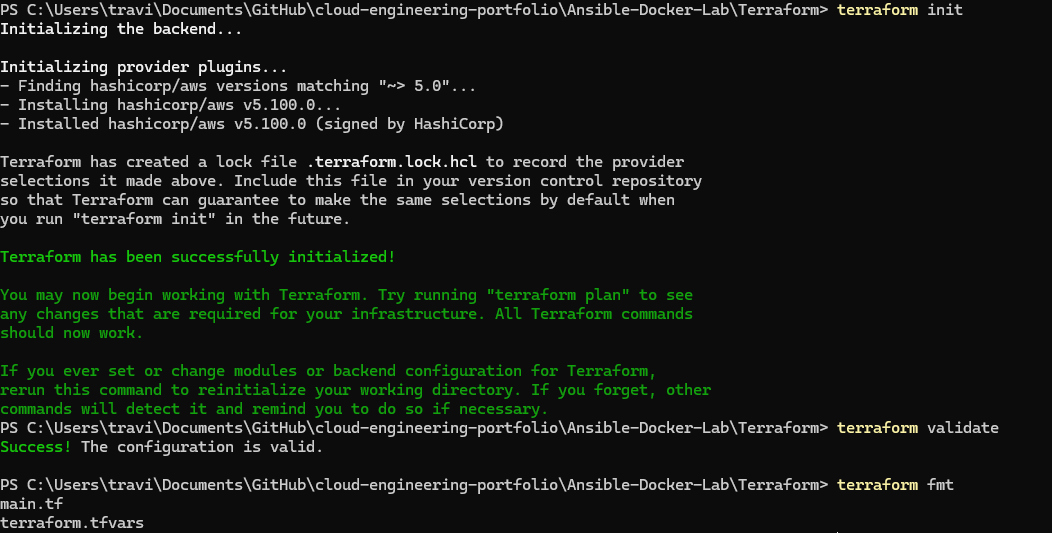 PS C:\Users\travi\Documents\GitHub\cloud-engineering-portfolio\Ansible-Docker-Lab\Terraform> terraform init
Initializing the backend...
Initializing provider plugins...
- Finding hashicorp/aws versions matching "~> 5.0"...
- Installing hashicorp/aws v5.100.0...
- Installed hashicorp/aws v5.100.0 (signed by HashiCorp)
Terraform has created a lock file .terraform.lock.hcl to record the provider
selections it made above. Include this file in your version control repository
so that Terraform can guarantee to make the same selections by default when
you run "terraform init" in the future.
Terraform has been successfully initialized!
You may now begin working with Terraform. Try running "terraform plan" to see
any changes that are required for your infrastructure. All Terraform commands
should now work.
If you ever set or change modules or backend configuration for Terraform,
rerun this command to reinitialize your working directory. If you forget, other
commands will detect it and remind you to do so if necessary.
PS C:\Users\travi\Documents\GitHub\cloud-engineering-portfolio\Ansible-Docker-Lab\Terraform> terraform validate
Success! The configuration is valid.
PS C:\Users\travi\Documents\GitHub\cloud-engineering-portfolio\Ansible-Docker-Lab\Terraform> terraform fmt
main.tf
terraform.tfvars